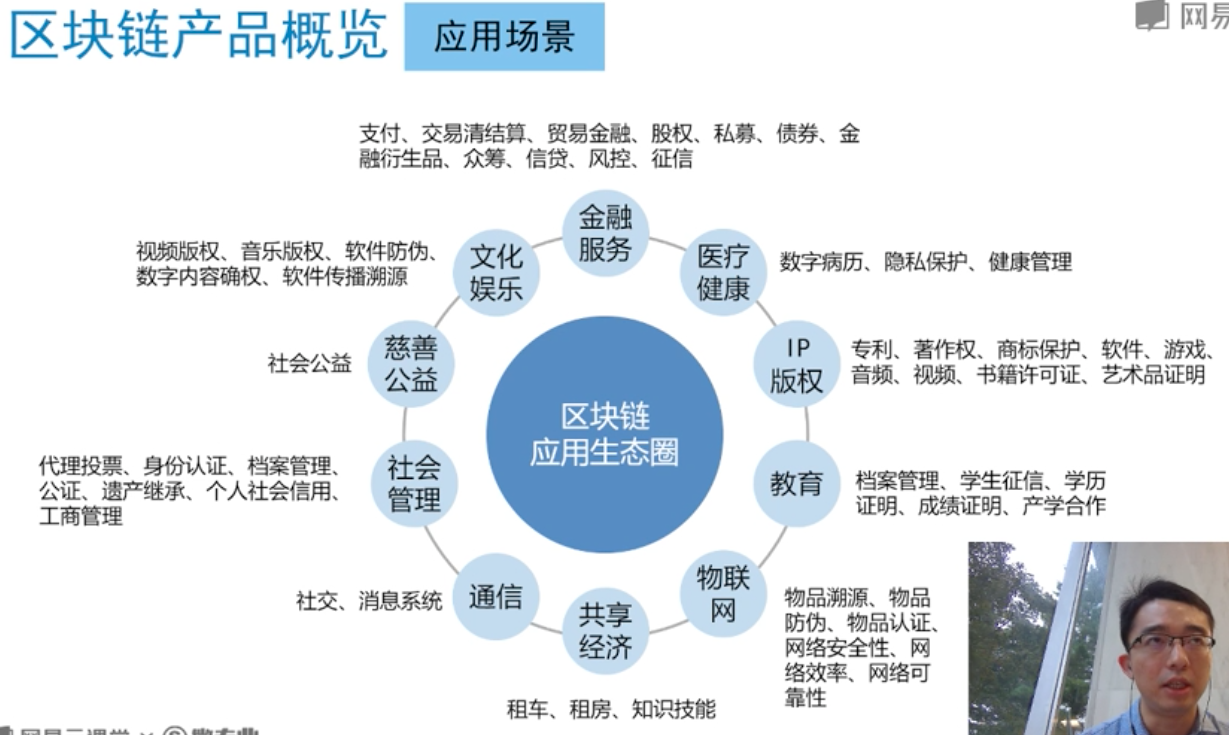 区块链产品概览
应用场景
网易
支付、交易清结算、贸易金融、股权、私募、债券、金
融衍生品、众筹、信贷、风控、征信
金融
服务
视频版权、音乐版权、软件防伪、
数字内容确权、软件传播溯源
文化
娱乐
医疗
健康
数字病历、隐私保护、健康管理
社会公益
慈善
公益
IP
版权
专利、著作权、商标保护、软件、游戏、
音频、视频、书籍许可证、艺术品证明
区块链
应用生态圈
代理投票、身份认证、档案管理、
公证、遗产继承、个人社会信用、
工商管理
社会
管理
教育
档案管理、学生征信、学历
证明、成绩证明、产学合作
社交、消息系统
通信
共享
经济
物联
网
物品溯源、物品
防伪、物品认证、
网络安全性、网
络效率、网络可
靠性
租车、租房、知识技能